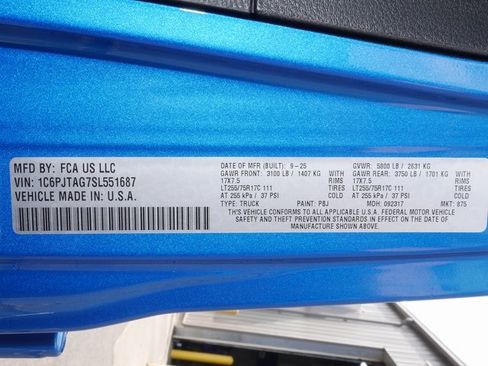 MFD BY: FCA US LLC
VIN: 1C6PJTAG7SL551687
VEHICLE MADE IN U.S.A.
DATE OF MFR (BUILT): 9-25 GVWR: 5800 LB / 2631 KG
GAWR FRONT: 3100 LB / 1407 KG WITH GAWR REAR: 3750 LB / 1701 KG WITH
17X7.5 RIMS 17X7.5 RIMS
LT255/75R17C 111 TIRES LT255/75R17C 111 TIRES
AT 255 kPa / 37 PSI COLD AT 255 kPa / 37 PSI COLD
TYPE: TRUCK PAINT: PBJ MDH: 092317 MKT: 875
TH'S VEHICLE CONFORMS TO ALL APPLICABLE U.S.A. FEDERAL MOTOR VEHICLE
SAFETY AND THEFT PREVENTION STANDARDS IN EFFECT ON THE DATE OF
MANUFACTURE SHOWN ABOVE.